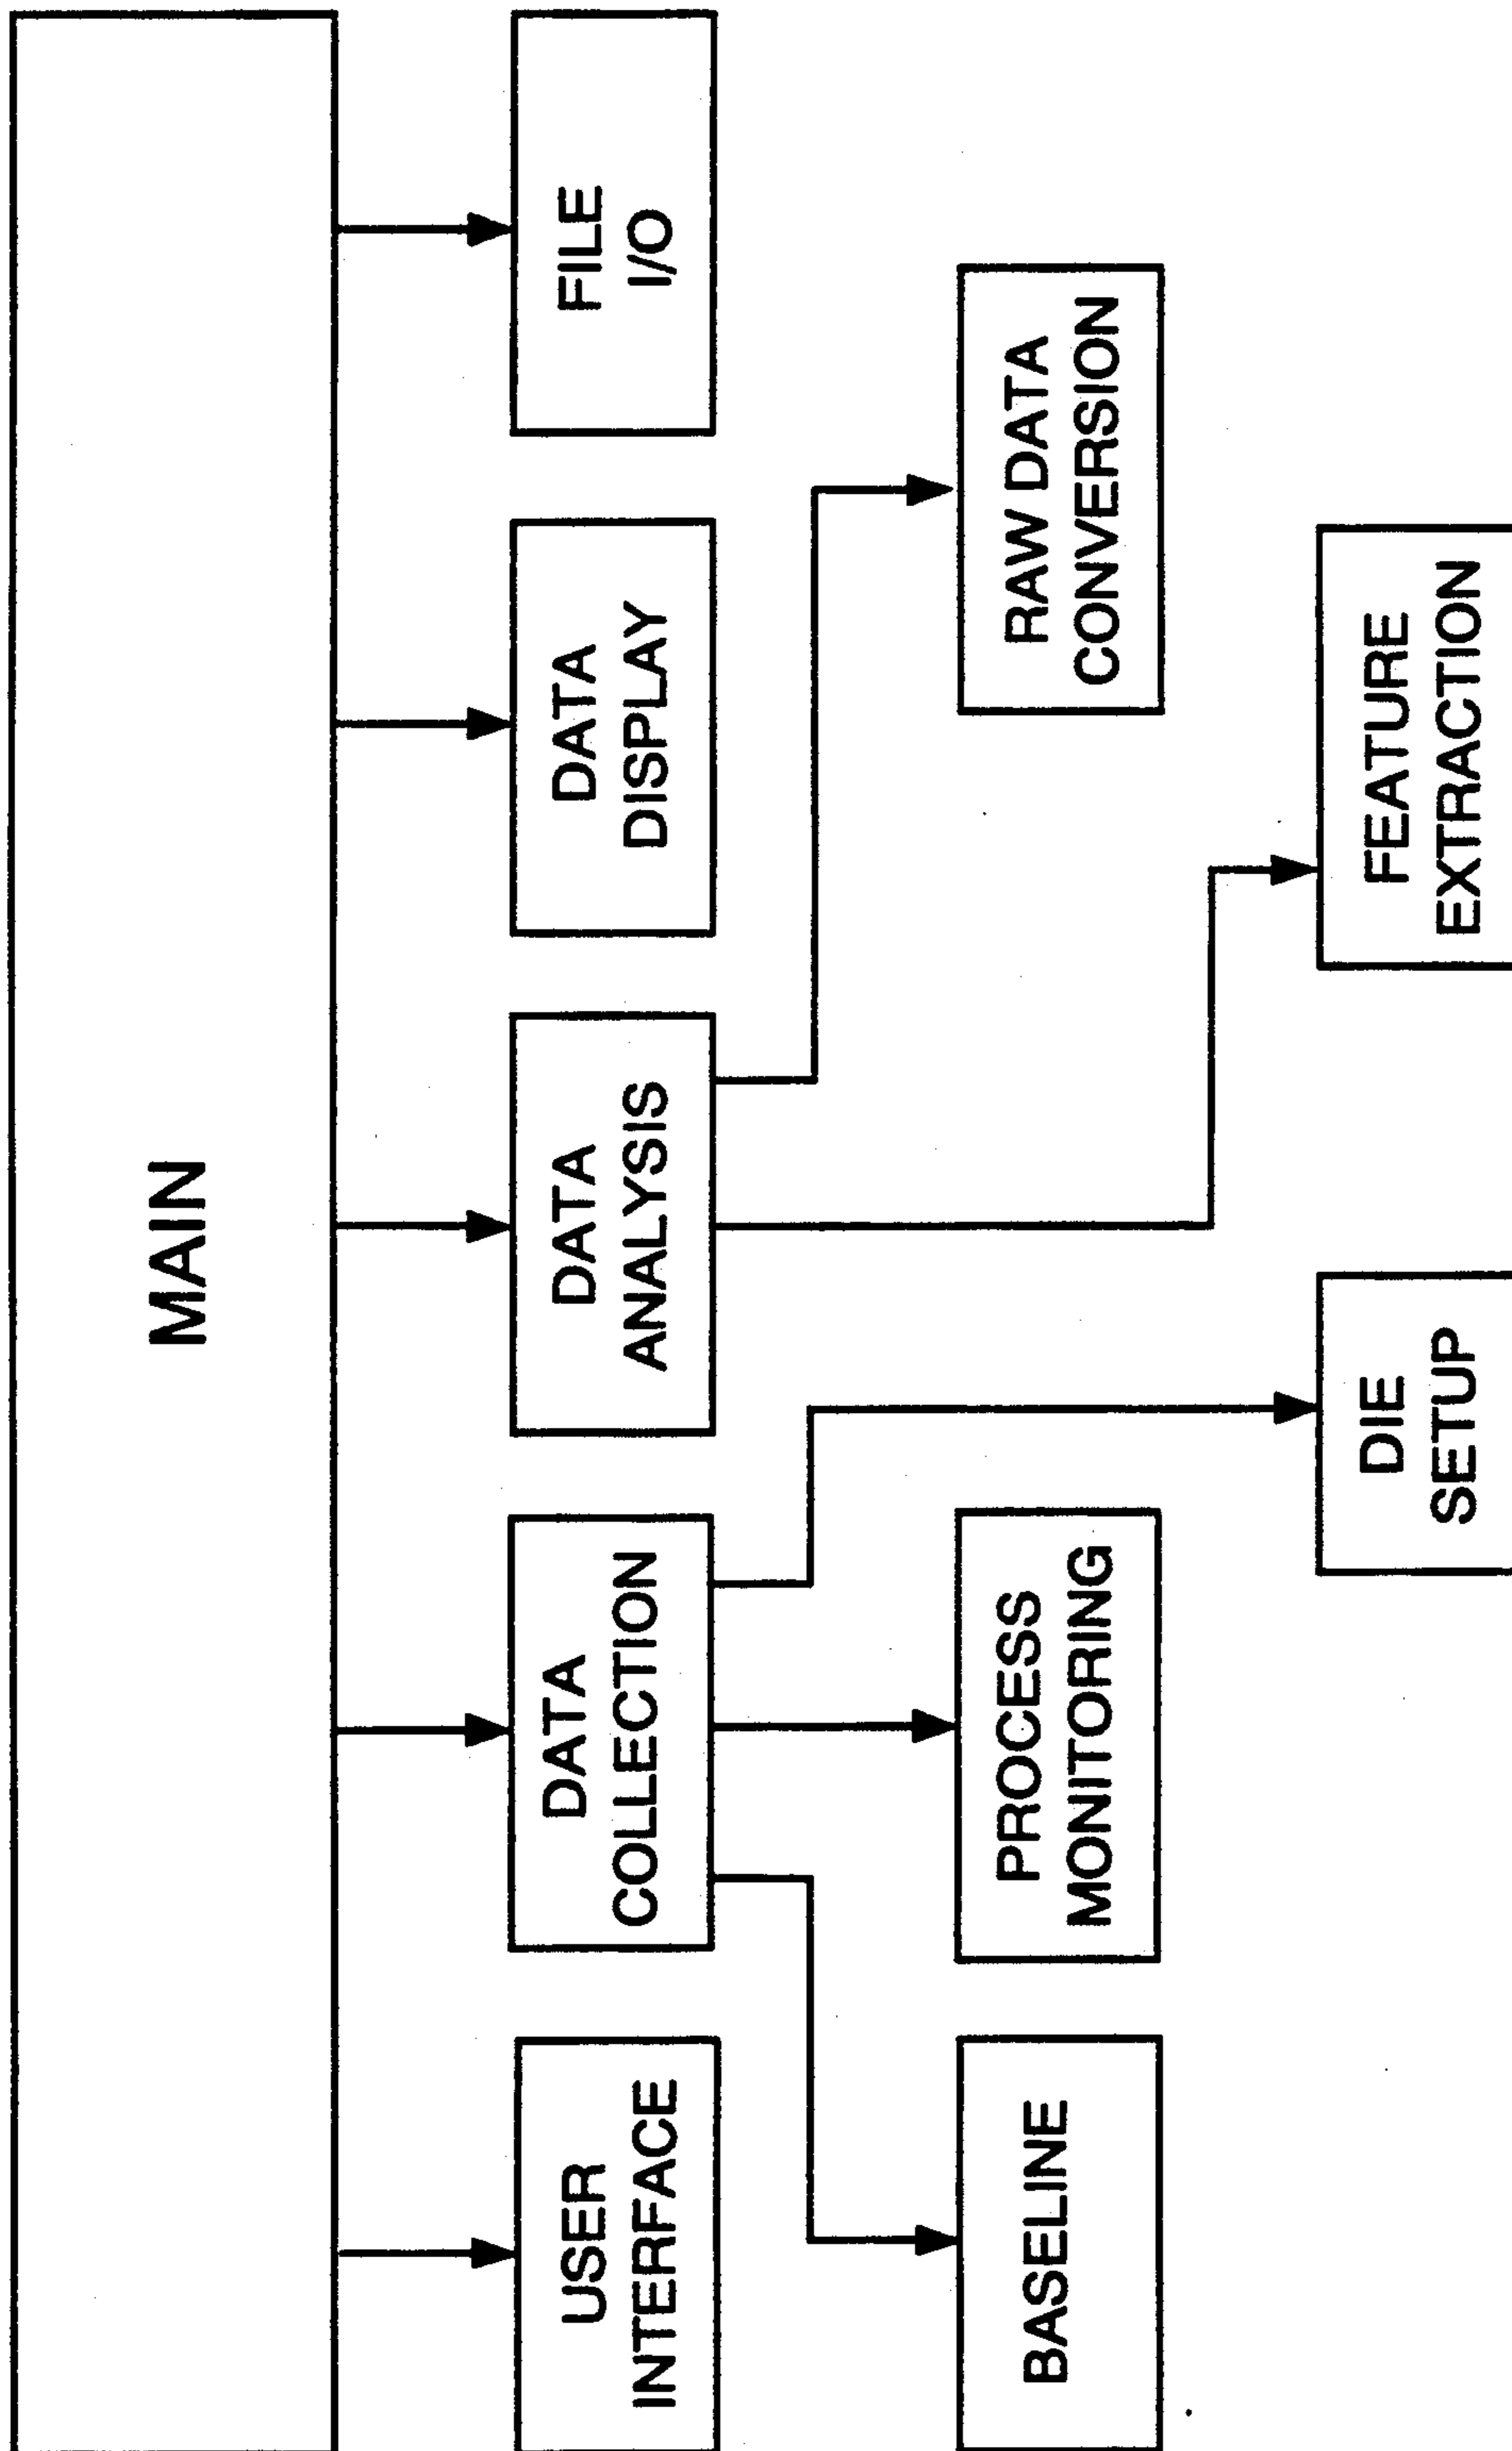 MAIN
USER
INTERFACE
DATA
COLLECTION
DATA
ANALYSIS
DATA
DISPLAY
FILE
I/O
BASELINE
PROCESS
MONITORING
RAW DATA
CONVERSION
DIE
SETUP
FEATURE
EXTRACTION